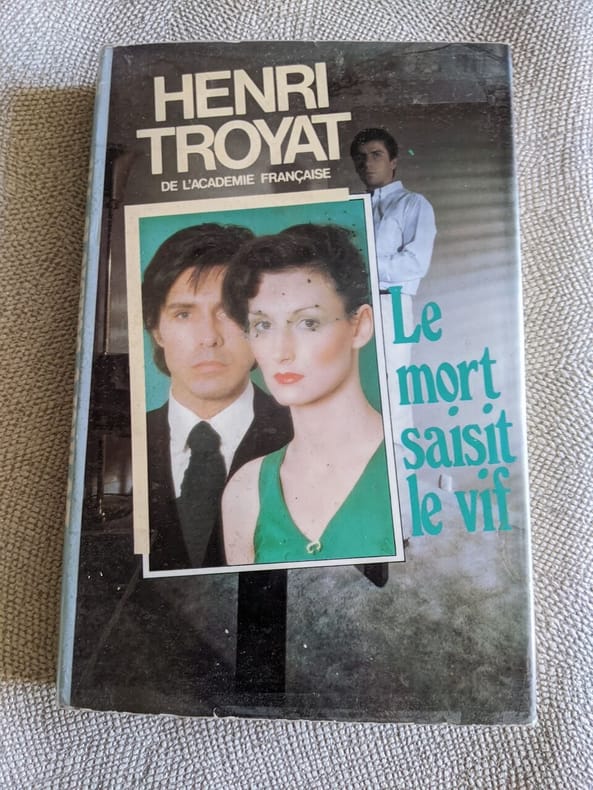 HENRI
TROYAT
DE L'ACADEMIE FRANÇAISE
Le
mort
saisit
le vif